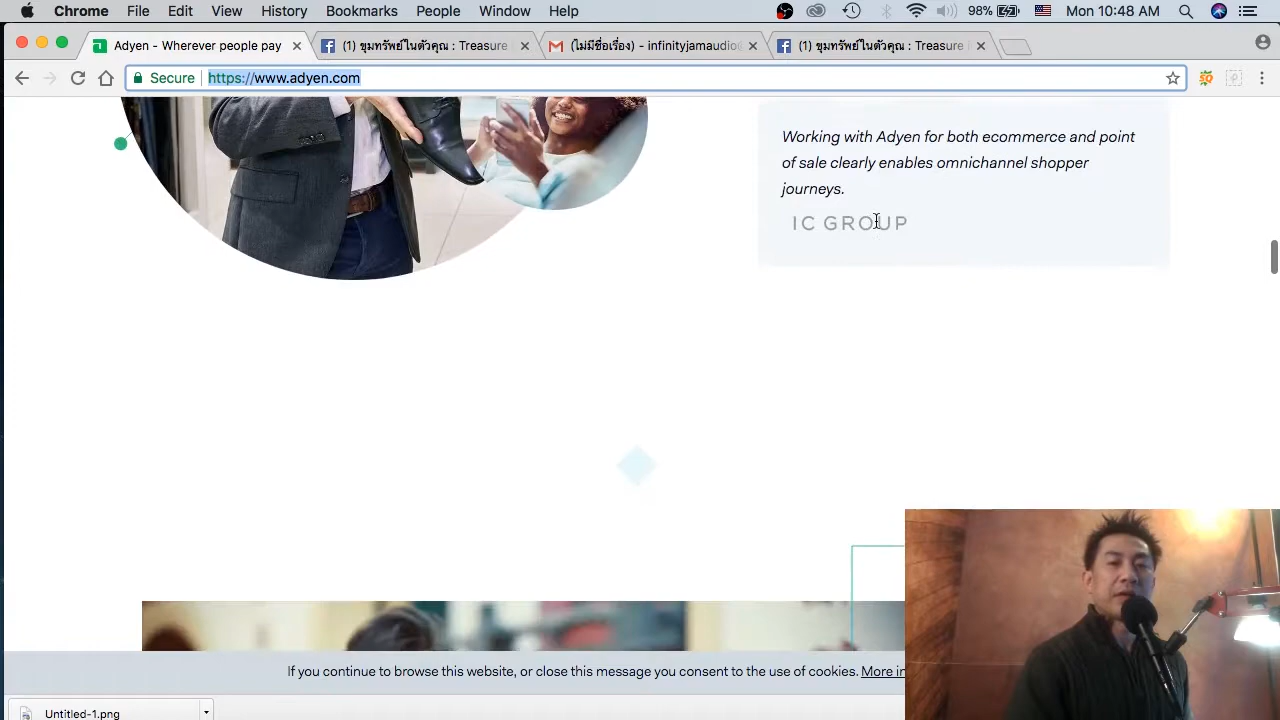 Chrome File Edit View History Bookmarks People Window Help 98% Mon 10:48 AM
Adyen - Wherever people pay (1) ขุมทรัพย์ในตัวคุณ : Treasure (ไม่มีชื่อเรื่อง) - infinityjamaudio@ (1) ขุมทรัพย์ในตัวคุณ : Treasure
Secure https://www.adyen.com
Working with Adyen for both ecommerce and point
of sale clearly enables omnichannel shopper
journeys.
IC GROUP
If you continue to browse this website, or close this message you consent to the use of cookies. More in
Untitled-1.png